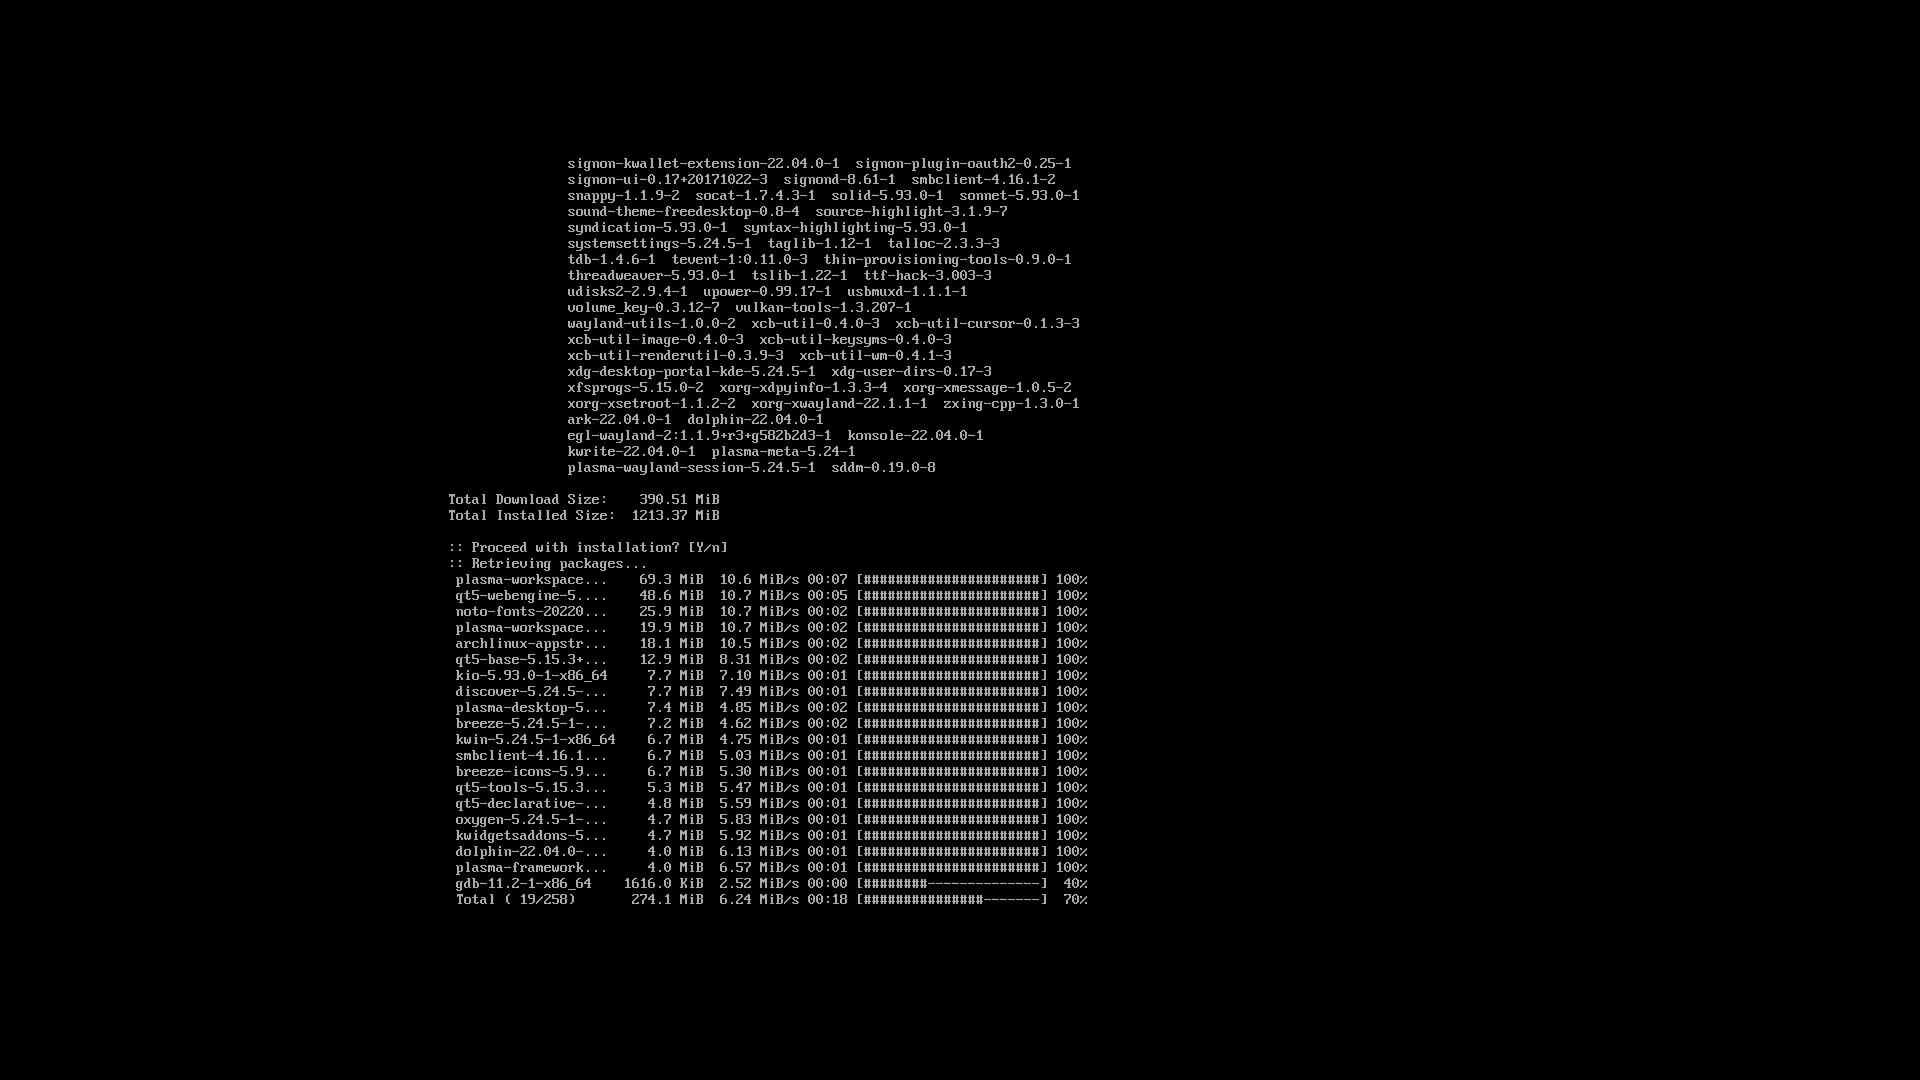 signon-kwallet-extension-22.04.0-1  signon-plugin-oauth2-0.25-1
signon-ui-0.17+20171022-3  signond-8.61-1  smbclient-4.16.1-2
snappy-1.1.9-2  socat-1.7.4.3-1  solid-5.93.0-1  sonnet-5.93.0-1
sound-theme-freedesktop-0.8-4  source-highlight-3.1.9-7
syndication-5.93.0-1  syntax-highlighting-5.93.0-1
systemsettings-5.24.5-1  taglib-1.12-1  talloc-2.3.3-3
tdb-1.4.6-1  tevent-1:0.11.0-3  thin-provisioning-tools-0.9.0-1
threadweaver-5.93.0-1  tslib-1.22-1  ttf-hack-3.003-3
udisks2-2.9.4-1  upower-0.99.17-1  usbmuxd-1.1.1-1
volume_key-0.3.12-7  vulkan-tools-1.3.207-1
wayland-utils-1.0.0-2  xcb-util-0.4.0-3  xcb-util-cursor-0.1.3-3
xcb-util-image-0.4.0-3  xcb-util-keysyms-0.4.0-3
xcb-util-renderutil-0.3.9-3  xcb-util-wm-0.4.1-3
xdg-desktop-portal-kde-5.24.5-1  xdg-user-dirs-0.17-3
xfsprogs-5.15.0-2  xorg-xdpyinfo-1.3.3-4  xorg-xmessage-1.0.5-2
xorg-xsetroot-1.1.2-2  xorg-xwayland-22.1.1-1  zxing-cpp-1.3.0-1
ark-22.04.0-1  dolphin-22.04.0-1
egl-wayland-2:1.1.9+r3+g582b2d3-1  konsole-22.04.0-1
kwrite-22.04.0-1  plasma-meta-5.24-1
plasma-wayland-session-5.24.5-1  sddm-0.19.0-8
Total Download Size:    390.51 MiB
Total Installed Size:  1213.37 MiB
:: Proceed with installation? [Y/n]
:: Retrieving packages...
plasma-workspace...    69.3 MiB  10.6 MiB/s 00:07 [######################] 100%
qt5-webengine-5....    48.6 MiB  10.7 MiB/s 00:05 [######################] 100%
noto-fonts-20220...    25.9 MiB  10.7 MiB/s 00:02 [######################] 100%
plasma-workspace...    19.9 MiB  10.7 MiB/s 00:02 [######################] 100%
archlinux-appstr...    18.1 MiB  10.5 MiB/s 00:02 [######################] 100%
qt5-base-5.15.3+...    12.9 MiB  8.31 MiB/s 00:02 [######################] 100%
kio-5.93.0-1-x86_64     7.7 MiB  7.10 MiB/s 00:01 [######################] 100%
discover-5.24.5-...     7.7 MiB  7.49 MiB/s 00:01 [######################] 100%
plasma-desktop-5...     7.4 MiB  4.85 MiB/s 00:02 [######################] 100%
breeze-5.24.5-1-...     7.2 MiB  4.62 MiB/s 00:02 [######################] 100%
kwin-5.24.5-1-x86_64    6.7 MiB  4.75 MiB/s 00:01 [######################] 100%
smbclient-4.16.1...     6.7 MiB  5.03 MiB/s 00:01 [######################] 100%
breeze-icons-5.9...     6.7 MiB  5.30 MiB/s 00:01 [######################] 100%
qt5-tools-5.15.3...     5.3 MiB  5.47 MiB/s 00:01 [######################] 100%
qt5-declarative-...     4.8 MiB  5.59 MiB/s 00:01 [######################] 100%
oxygen-5.24.5-1-...     4.7 MiB  5.83 MiB/s 00:01 [######################] 100%
kwidgetsaddons-5...     4.7 MiB  5.92 MiB/s 00:01 [######################] 100%
dolphin-22.04.0-...     4.0 MiB  6.13 MiB/s 00:01 [######################] 100%
plasma-framework...     4.0 MiB  6.57 MiB/s 00:01 [######################] 100%
gdb-11.2-1-x86_64    1616.0 KiB  2.52 MiB/s 00:00 [########--------------]  40%
Total ( 19/258)       274.1 MiB  6.24 MiB/s 00:18 [###############-------]  70%